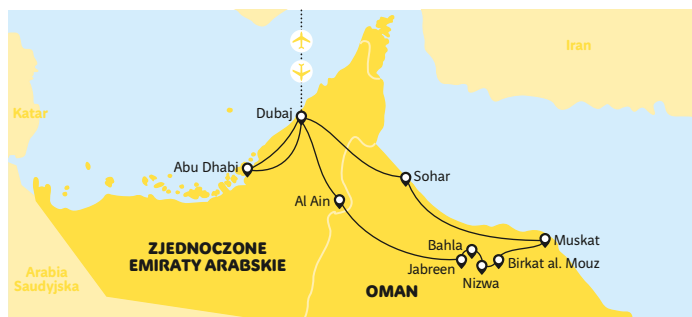 Iran
Katar
Dubaj
Abu Dhabi
Sohar
Al Ain
ZJEDNOCZONE
EMIRATY ARABSKIE
Bahla
Muskat
Jabreen
Birkat al. Mouz
Nizwa
Arabia
Saudyjska
OMAN